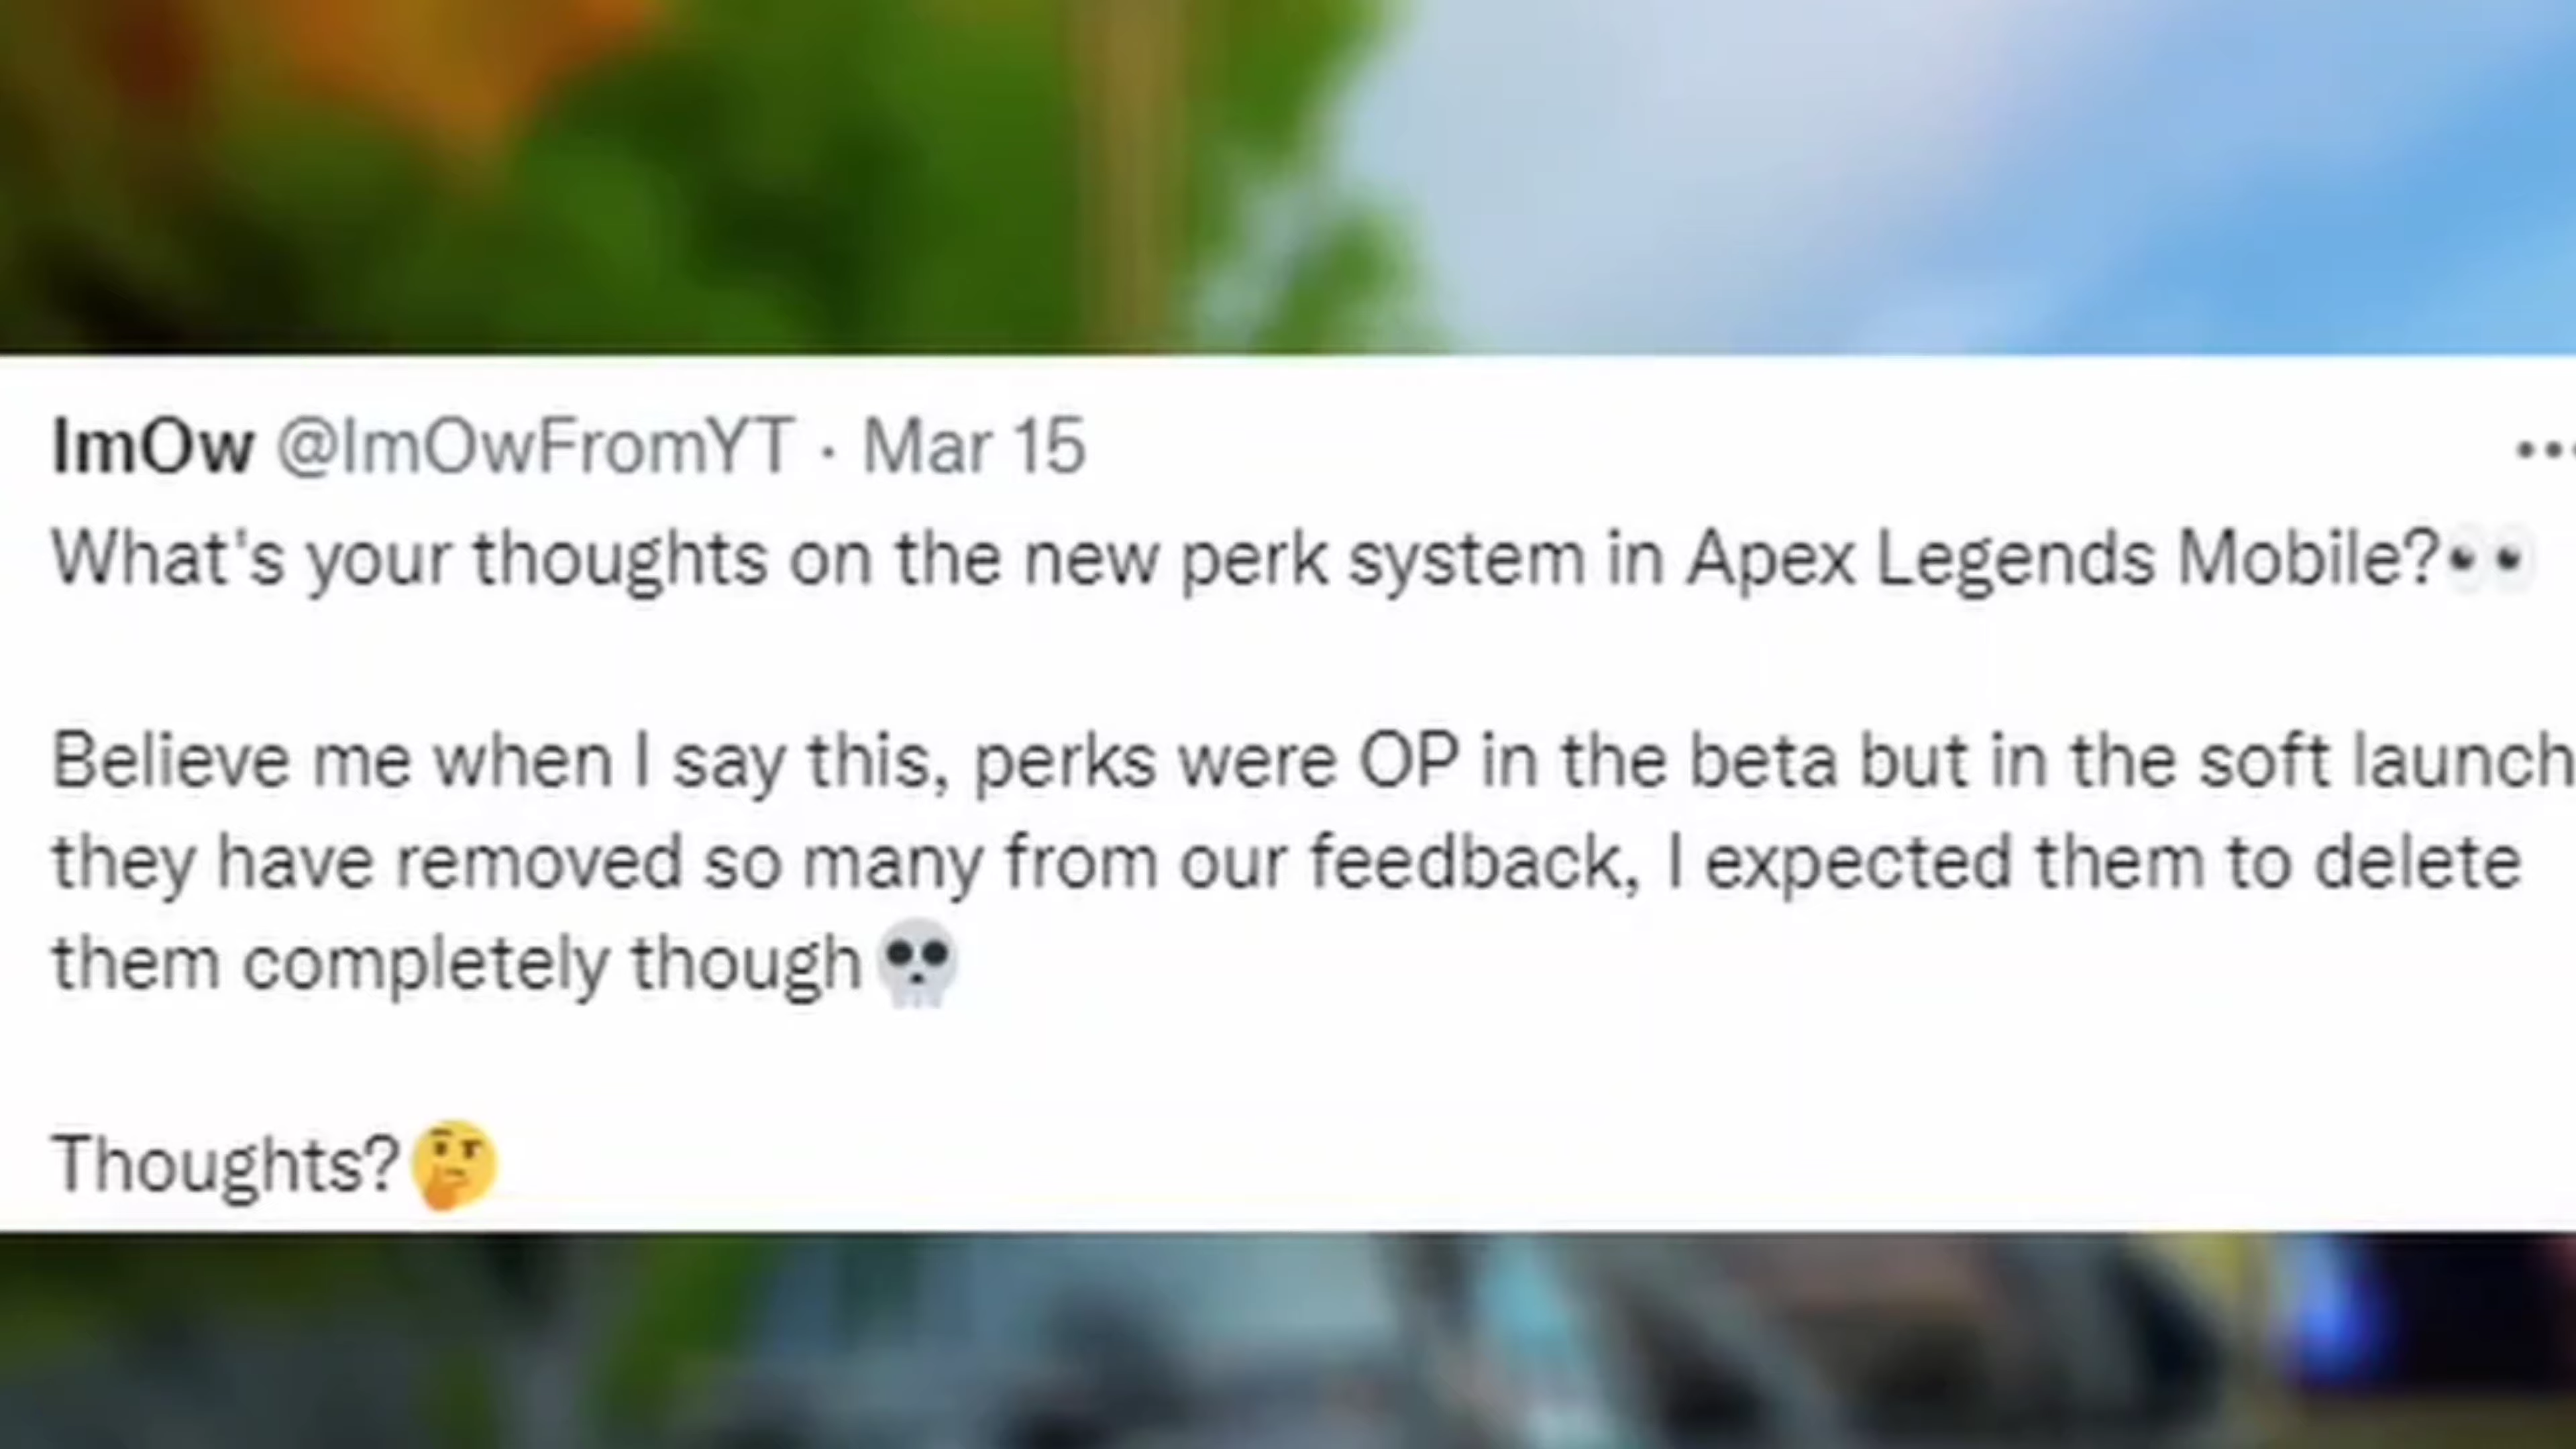 ImOw @ImOwFromYT · Mar 15
What's your thoughts on the new perk system in Apex Legends Mobile?👀
Believe me when I say this, perks were OP in the beta but in the soft launch
they have removed so many from our feedback, I expected them to delete
them completely though💀
Thoughts?🤔